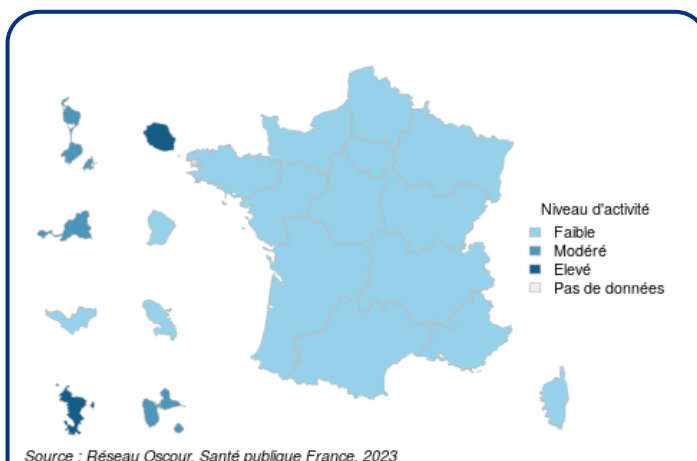 Niveau d'activité
Faible
Modéré
Elevé
Pas de données
Source : Réseau Oscour, Santé publique France, 2023